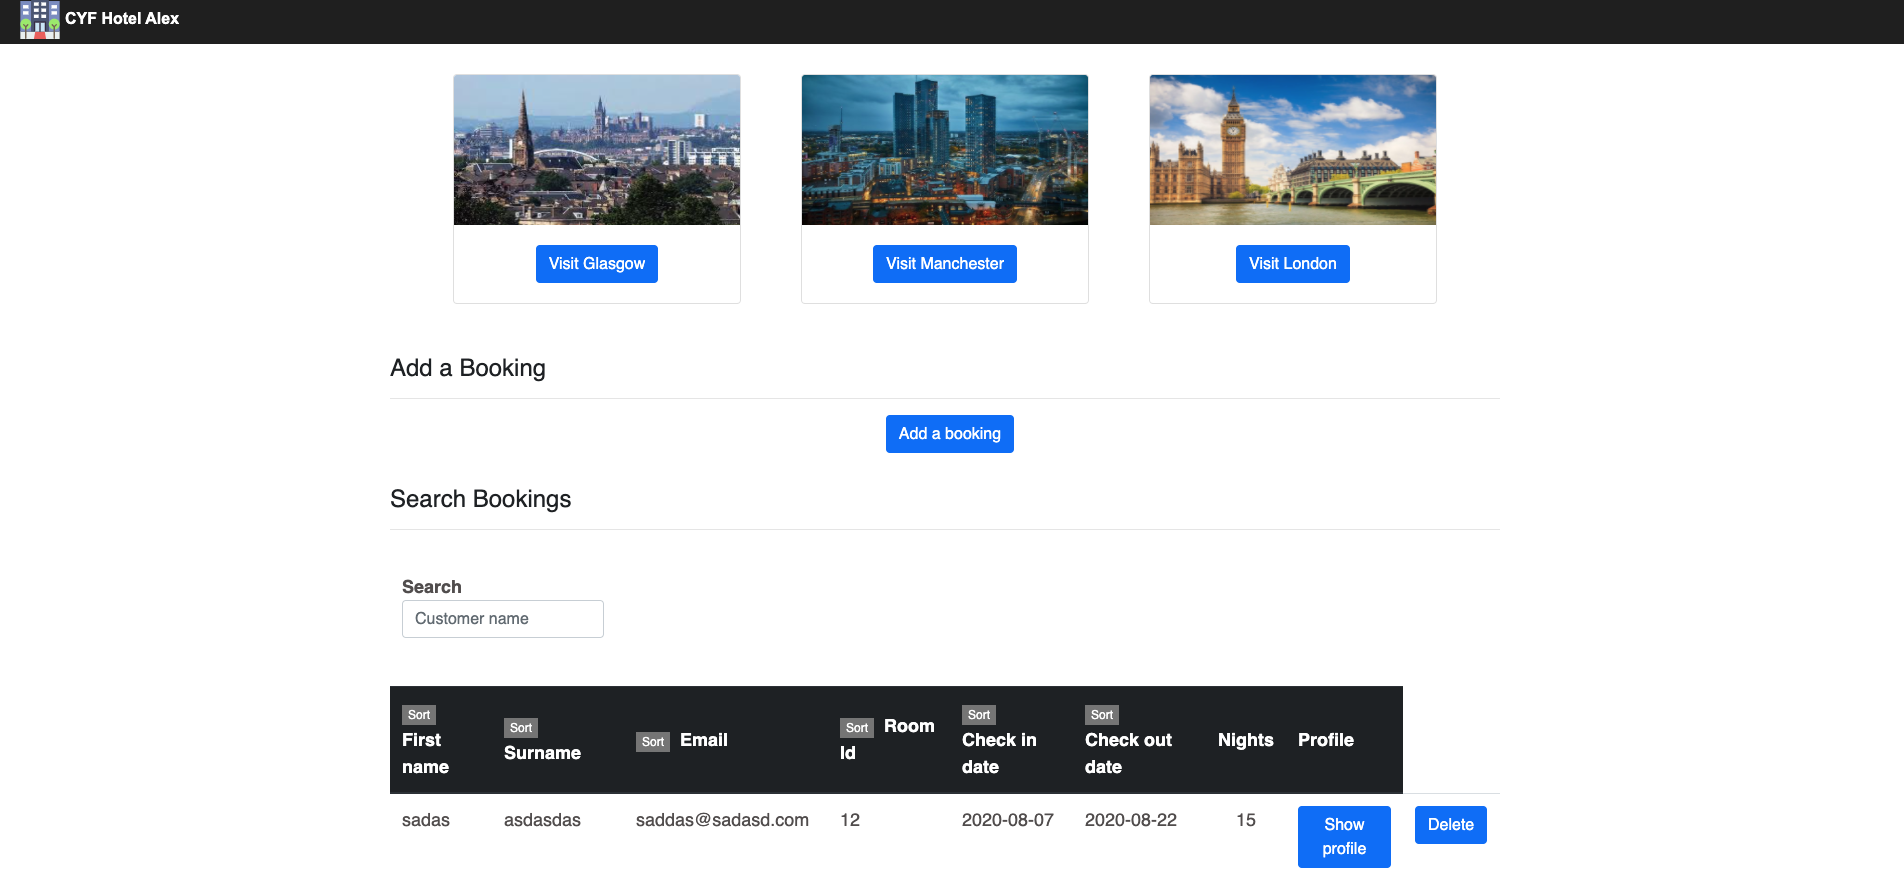 CYF Hotel Alex
Visit Glasgow
Visit Manchester
Visit London
Add a Booking
Add a booking
Search Bookings
Search
Customer name
Sort First name
Sort Surname
Sort Email
Sort Room Id
Sort Check in date
Sort Check out date
Nights
Profile
sadas
asdasdas
saddas@sadasd.com
12
2020-08-07
2020-08-22
15
Show profile
Delete